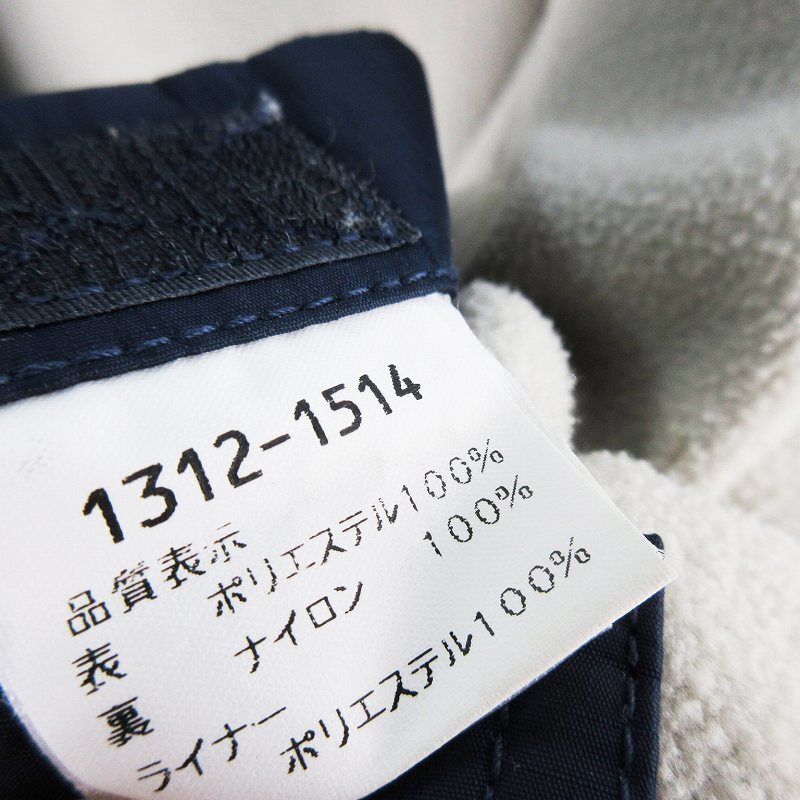 1312-1514
品質表示
表 ポリエステル100%
裏 ナイロン 100%
ライナー
ポリエステル100%